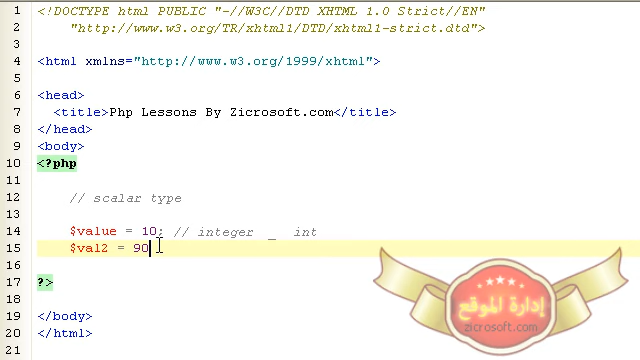 1 <!DOCTYPE html PUBLIC "-//W3C//DTD XHTML 1.0 Strict//EN"
2 "http://www.w3.org/TR/xhtml1/DTD/xhtml1-strict.dtd">
3
4 <html xmlns="http://www.w3.org/1999/xhtml">
5
6 <head>
7 <title>Php Lessons By Zicrosoft.com</title>
8 </head>
9 <body>
10 <?php
11
12 // scalar type
13
14 $value = 10; // integer _ int
15 $val2 = 90
16
17 ?>
18
19 </body>
20 </html>
21
إدارة الموقع
zicrosoft.com